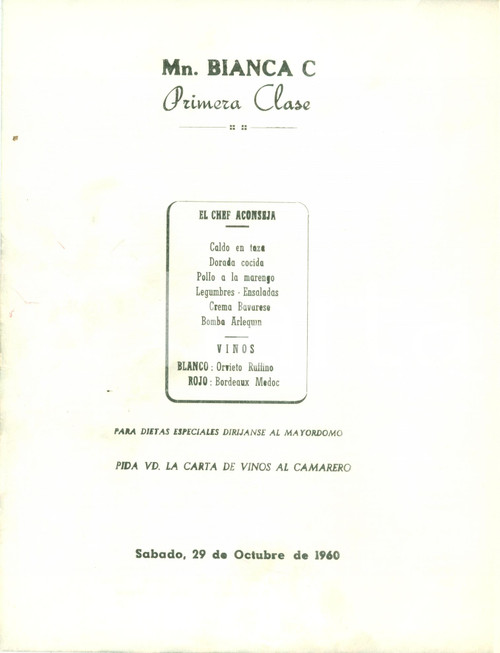 Mn. BIANCA C
Primera Clase
EL CHEF ACONSEJA
Caldo en taza
Dorada cocida
Pollo a la marengo
Legumbres - Ensaladas
Crema Bavarese
Bomba Arlequin
VINOS
BLANCO : Orvieto Ruffino
ROJO : Bordeaux Medoc
PARA DIETAS ESPECIALES DIRIJANSE AL MAYORDOMO
PIDA VD. LA CARTA DE VINOS AL CAMARERO
Sabado, 29 de Octubre de 1960